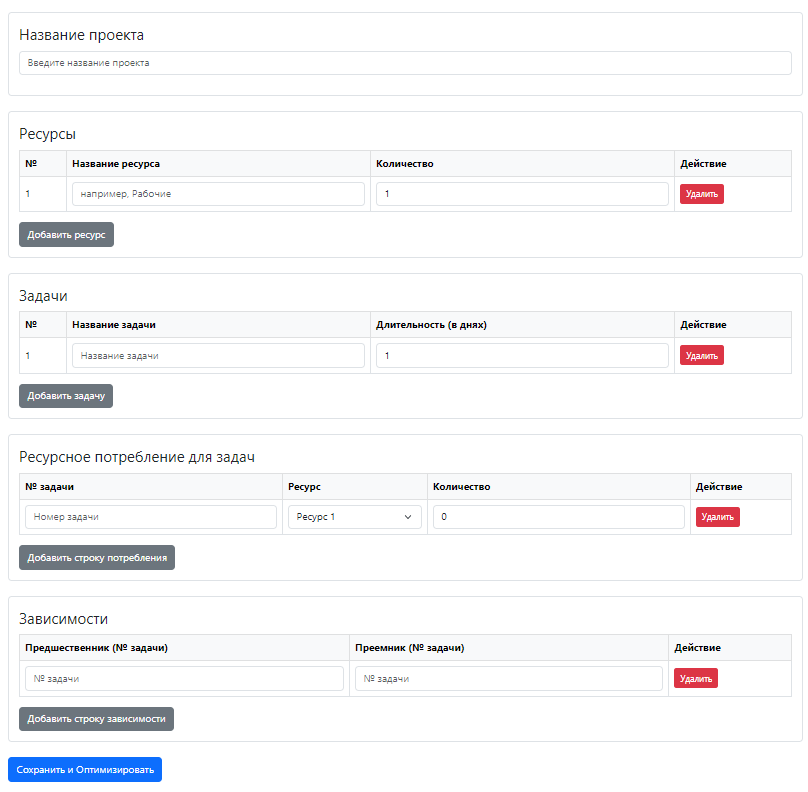 Название проекта
Введите название проекта
Ресурсы
№ Название ресурса Количество Действие
1 например, Рабочие 1 Удалить
Добавить ресурс
Задачи
№ Название задачи Длительность (в днях) Действие
1 Название задачи 1 Удалить
Добавить задачу
Ресурсное потребление для задач
№ задачи Ресурс Количество Действие
Номер задачи Ресурс 1 0 Удалить
Добавить строку потребления
Зависимости
Предшественник (№ задачи) Преемник (№ задачи) Действие
№ задачи № задачи Удалить
Добавить строку зависимости
Сохранить и Оптимизировать